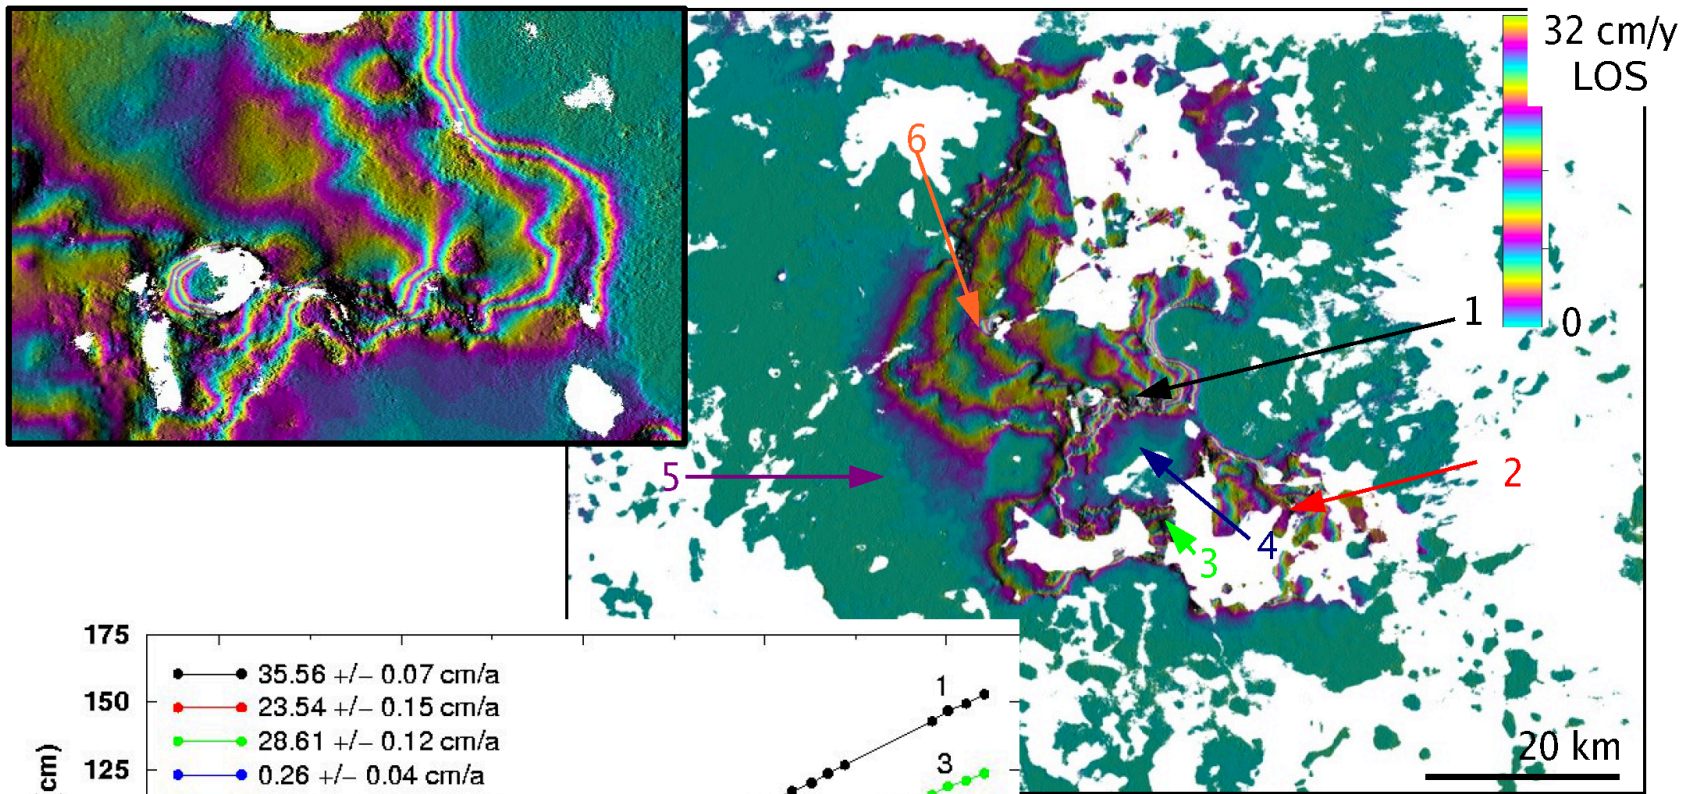 32 cm/y
LOS
0
6
1
2
5
4
3
20 km
175
150
125
(cm)
35.56 +/− 0.07 cm/a
23.54 +/− 0.15 cm/a
28.61 +/− 0.12 cm/a
0.26 +/− 0.04 cm/a
1
3